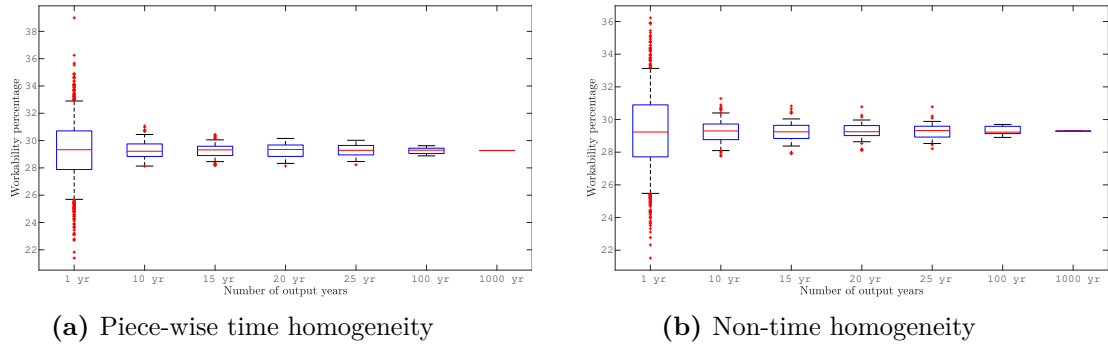 38
36
34
32
30
28
26
24
22
Workability percentage
1 yr 10 yr 15 yr 20 yr 25 yr 100 yr 1000 yr
Number of output years
(a) Piece-wise time homogeneity
36
34
32
30
28
26
24
22
Workability percentage
1 yr 10 yr 15 yr 20 yr 25 yr 100 yr 1000 yr
Number of output years
(b) Non-time homogeneity